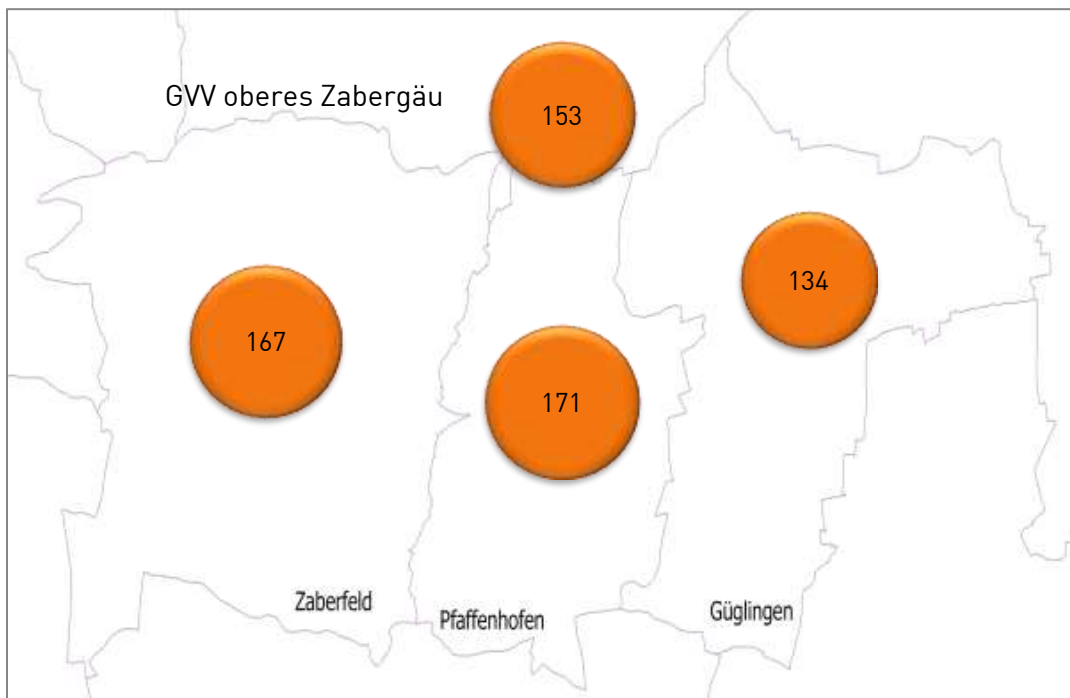 GVV oberes Zabergäu
153
134
167
171
Zaberfeld
Pfaffenhofen
Güglingen